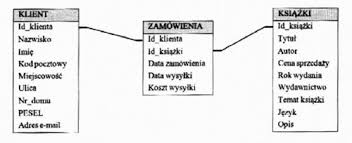 KLIENT
Id_klienta
Nazwisko
Imię
Kod pocztowy
Miejscowość
Ulica
Nr_domu
PESEL
Adres e-mail
ZAMÓWIENIA
Id_klienta
Id_książki
Data zamówienia
Data wysyłki
Koszt wysyłki
KSIĄŻKI
Id_książki
Tytuł
Autor
Cena sprzedaży
Rok wydania
Wydawnictwo
Temat książki
Język
Opis